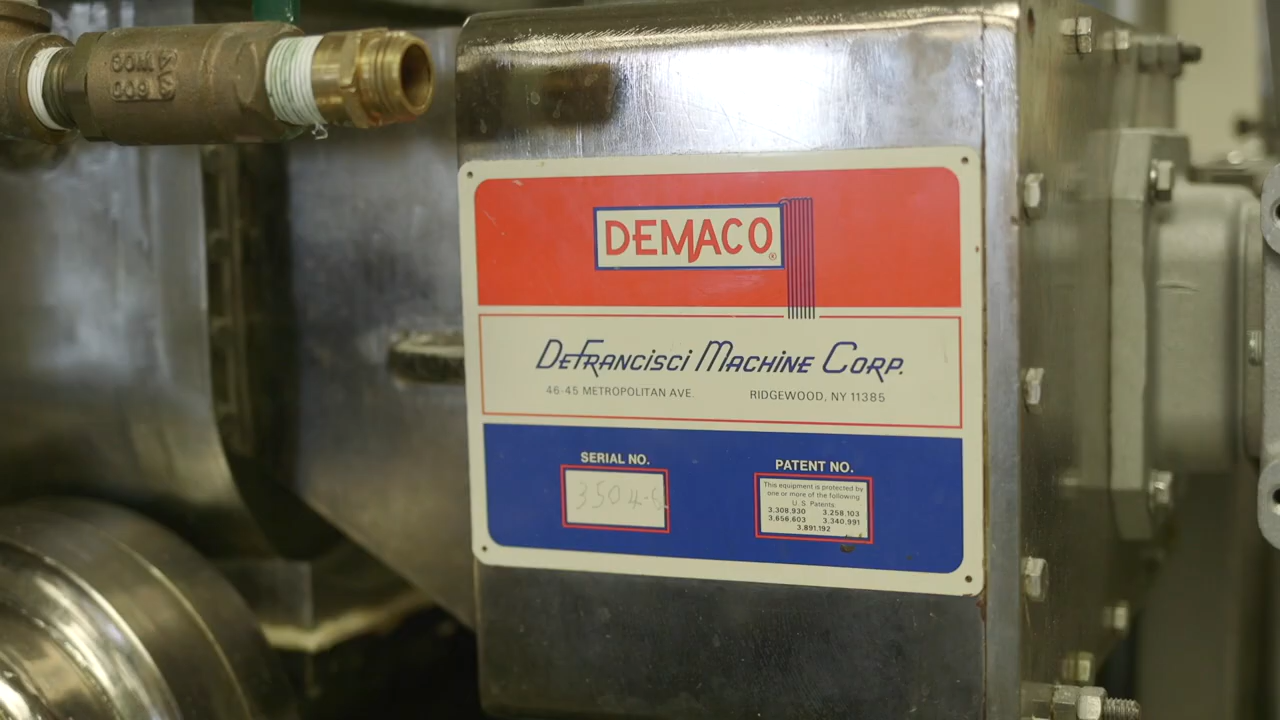 DEMACO ®
DEFRANCISCI MACHINE CORP.
46-45 METROPOLITAN AVE. RIDGEWOOD, NY 11385
SERIAL NO.
3504-
PATENT NO.
This equipment is protected by
one or more of the following
U.S. Patents:
3,308,930 3,258,103
3,656,603 3,340,991
3,891,192
600